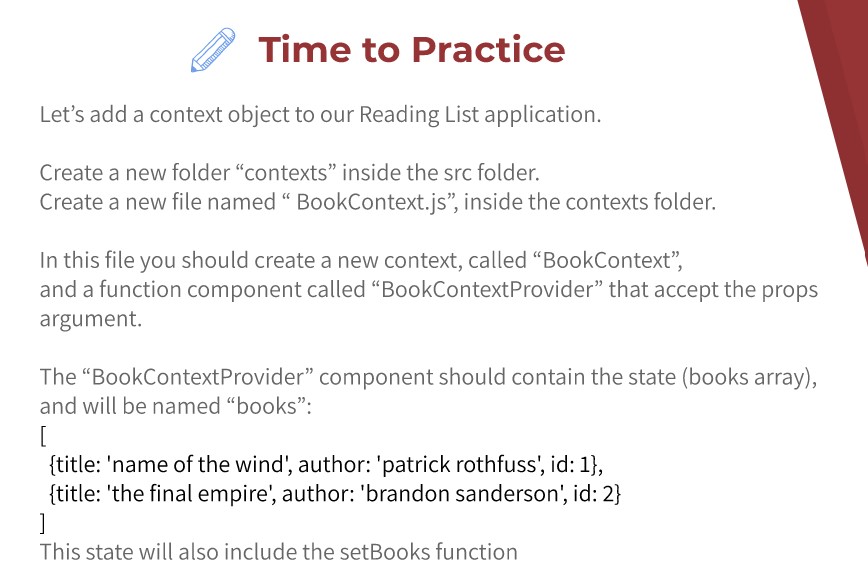 Time to Practice
Let’s add a context object to our Reading List application.
Create a new folder “contexts” inside the src folder.
Create a new file named “ BookContext.js”, inside the contexts folder.
In this file you should create a new context, called “BookContext”,
and a function component called “BookContextProvider” that accept the props
argument.
The “BookContextProvider” component should contain the state (books array),
and will be named “books”:
[
{title: 'name of the wind', author: 'patrick rothfuss', id: 1},
{title: 'the final empire', author: 'brandon sanderson', id: 2}
]
This state will also include the setBooks function